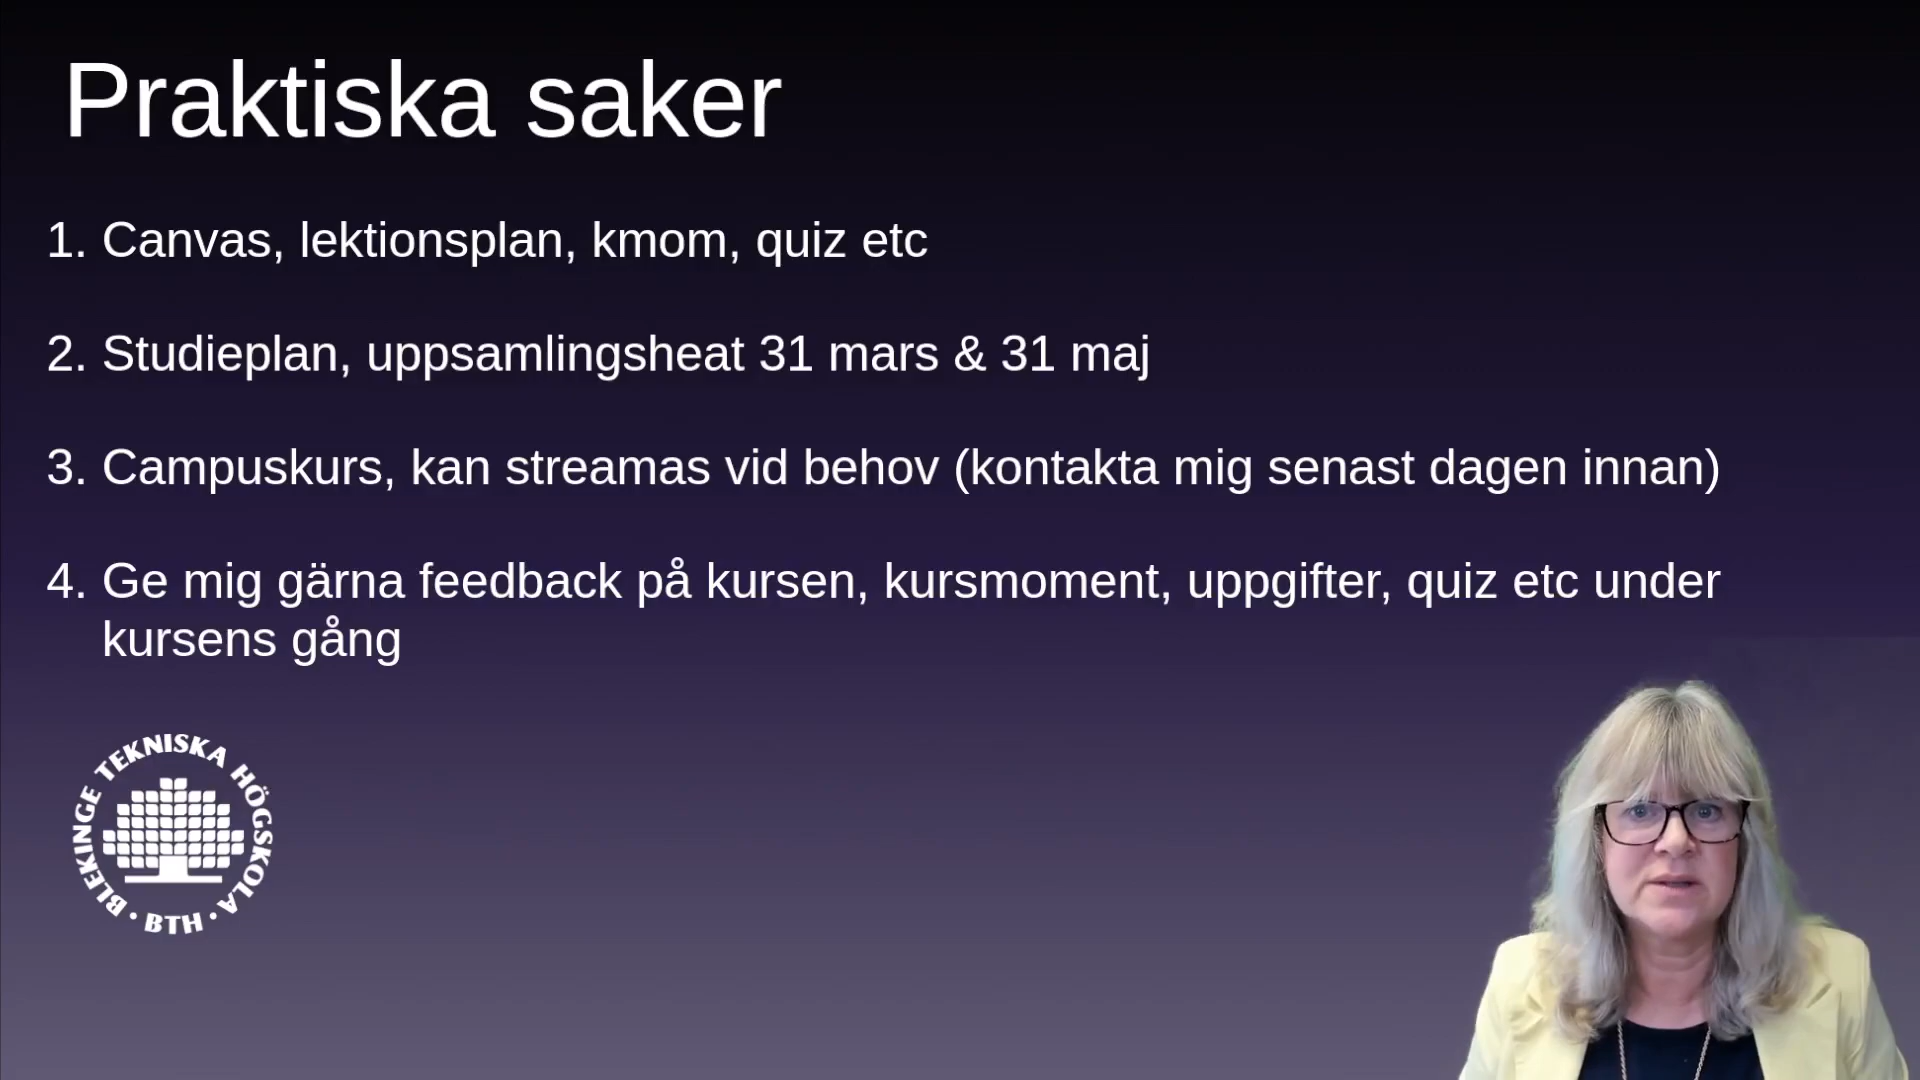 Praktiska saker
1. Canvas, lektionsplan, kmom, quiz etc
2. Studieplan, uppsamlingsheat 31 mars & 31 maj
3. Campuskurs, kan streamas vid behov (kontakta mig senast dagen innan)
4. Ge mig gärna feedback på kursen, kursmoment, uppgifter, quiz etc under
kursens gång
BLEKINGE TEKNISKA HÖGSKOLA
• BTH •